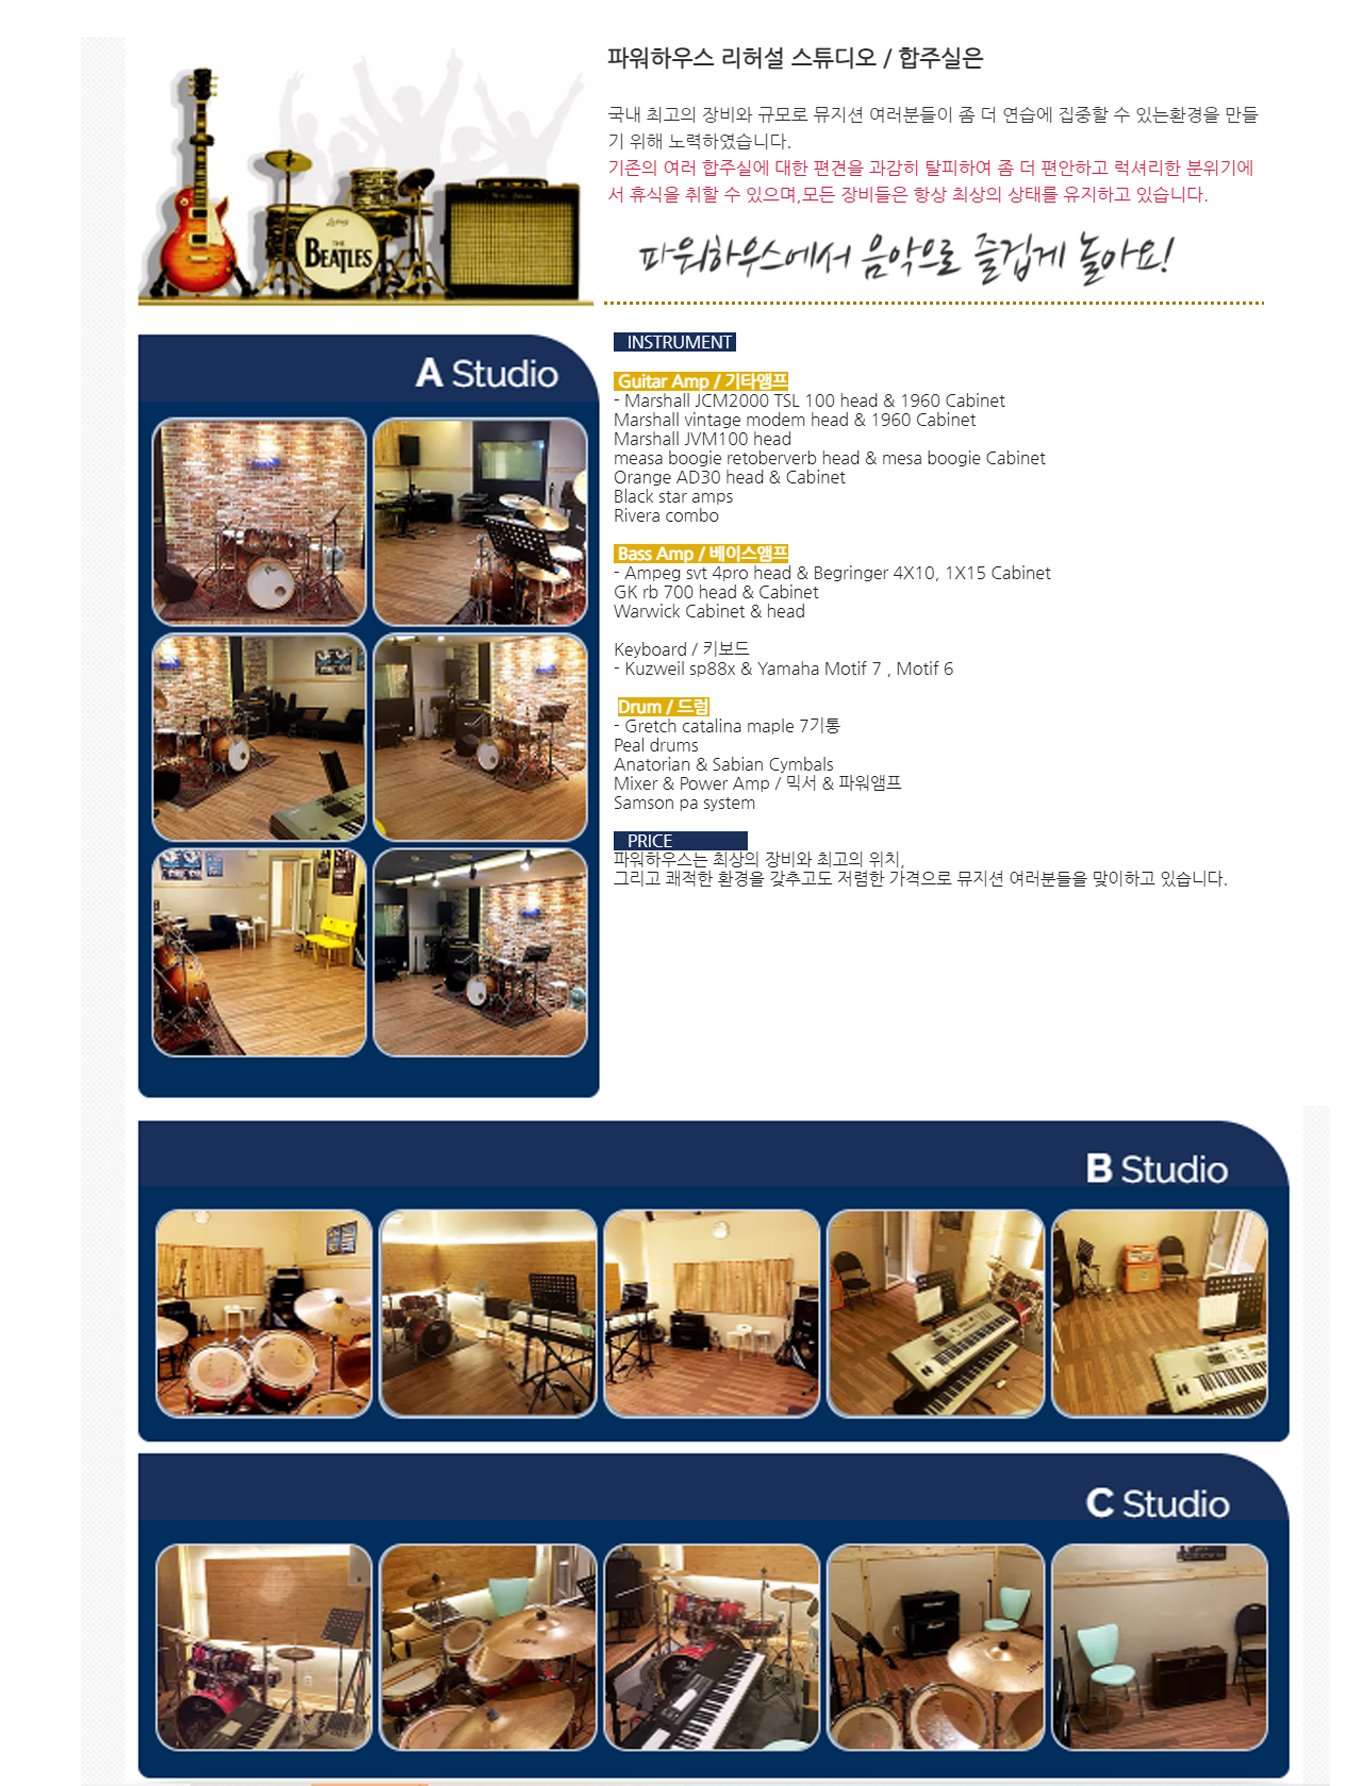 파워하우스 리허설 스튜디오 / 합주실은
국내 최고의 장비와 규모로 뮤지션 여러분들이 좀 더 연습에 집중할 수 있는환경을 만들
기 위해 노력하였습니다.
기존의 여러 합주실에 대한 편견을 과감히 탈피하여 좀 더 편안하고 럭셔리한 분위기에
서 휴식을 취할 수 있으며,모든 장비들은 항상 최상의 상태를 유지하고 있습니다.
파워하우스에서 음악으로 즐겁게 놀아요!
THE
BEATLES
A Studio
INSTRUMENT
Guitar Amp / 기타앰프
- Marshall JCM2000 TSL 100 head & 1960 Cabinet
Marshall vintage modem head & 1960 Cabinet
Marshall JVM100 head
measa boogie retoberverb head & mesa boogie Cabinet
Orange AD30 head & Cabinet
Black star amps
Rivera combo
Bass Amp / 베이스앰프
- Ampeg svt 4pro head & Begringer 4X10, 1X15 Cabinet
GK rb 700 head & Cabinet
Warwick Cabinet & head
Keyboard / 키보드
- Kuzweil sp88x & Yamaha Motif 7 , Motif 6
Drum / 드럼
- Gretch catalina maple 7기통
Peal drums
Anatorian & Sabian Cymbals
Mixer & Power Amp / 믹서 & 파워앰프
Samson pa system
PRICE
파워하우스는 최상의 장비와 최고의 위치,
그리고 쾌적한 환경을 갖추고도 저렴한 가격으로 뮤지션 여러분들을 맞이하고 있습니다.
B Studio
C Studio